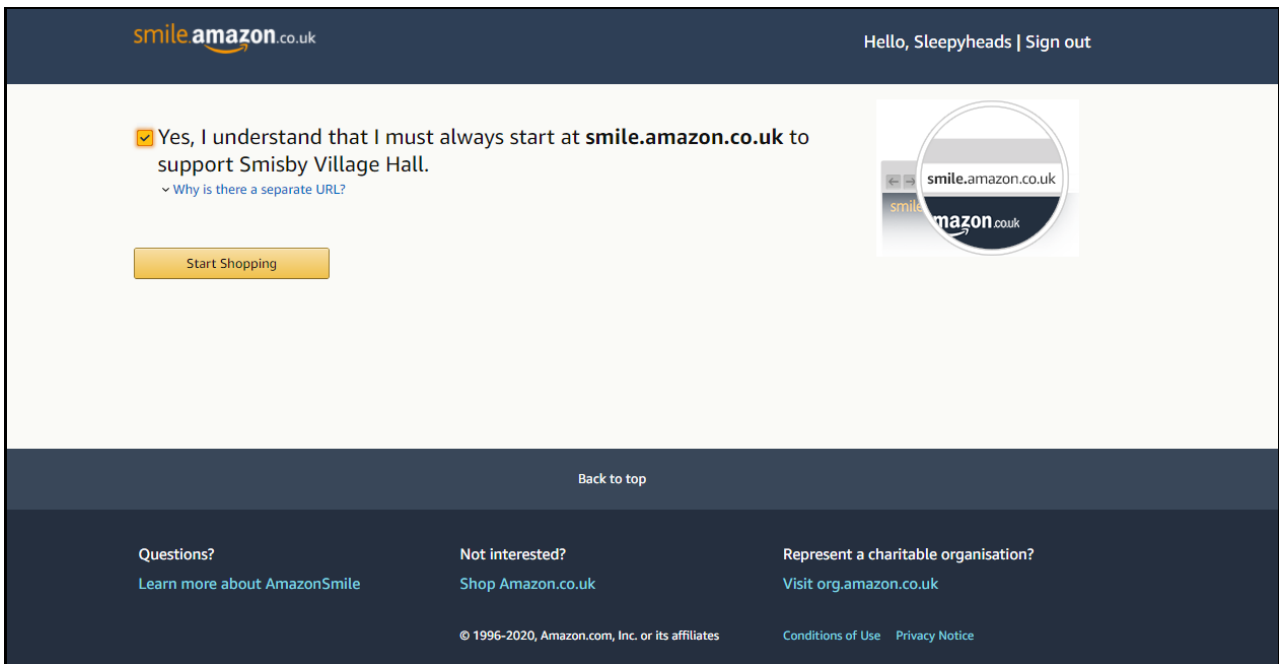 smile.amazon.co.uk
Hello, Sleepyheads | Sign out
Yes, I understand that I must always start at smile.amazon.co.uk to
support Smisby Village Hall.
Why is there a separate URL?
smile.amazon.co.uk
smile
mazon.co.uk
Start Shopping
Back to top
Questions?
Not interested?
Represent a charitable organisation?
Learn more about AmazonSmile
Shop Amazon.co.uk
Visit org.amazon.co.uk
© 1996-2020, Amazon.com, Inc. or its affiliates
Conditions of Use
Privacy Notice